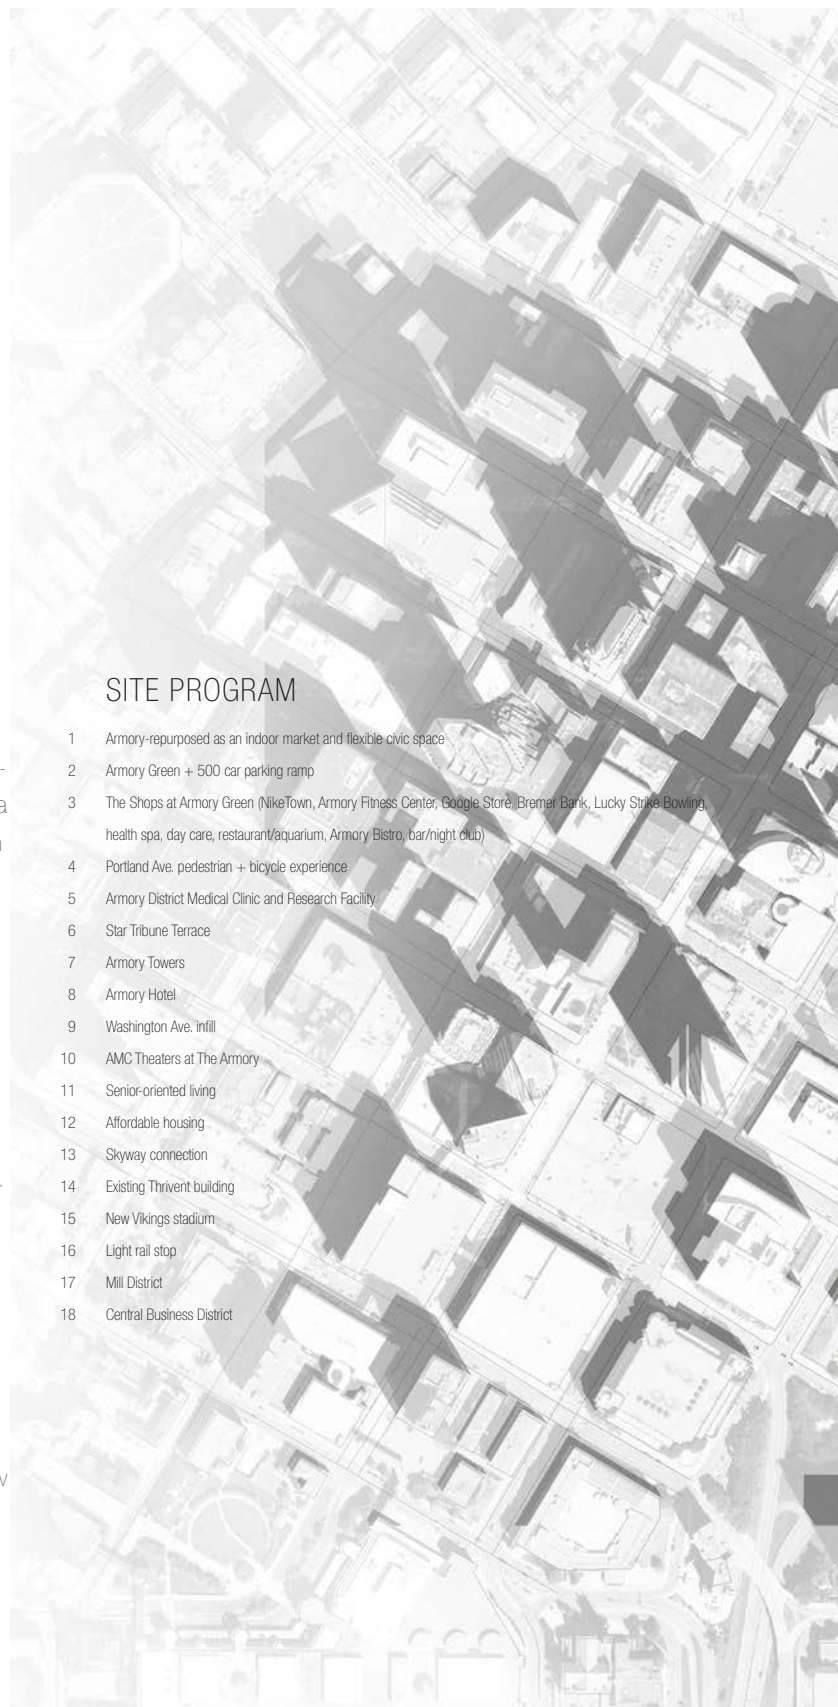 SITE PROGRAM
1 Armory-repurposed as an indoor market and flexible civic space
2 Armory Green + 500 car parking ramp
3 The Shops at Armory Green (NikeTown, Armory Fitness Center, Google Store, Bremer Bank, Lucky Strike Bowling,
health spa, day care, restaurant/aquarium, Armory Bistro, bar/night club)
4 Portland Ave. pedestrian + bicycle experience
5 Armory District Medical Clinic and Research Facility
6 Star Tribune Terrace
7 Armory Towers
8 Armory Hotel
9 Washington Ave. infill
10 AMC Theaters at The Armory
11 Senior-oriented living
12 Affordable housing
13 Skyway connection
14 Existing Thrivent building
15 New Vikings stadium
16 Light rail stop
17 Mill District
18 Central Business District